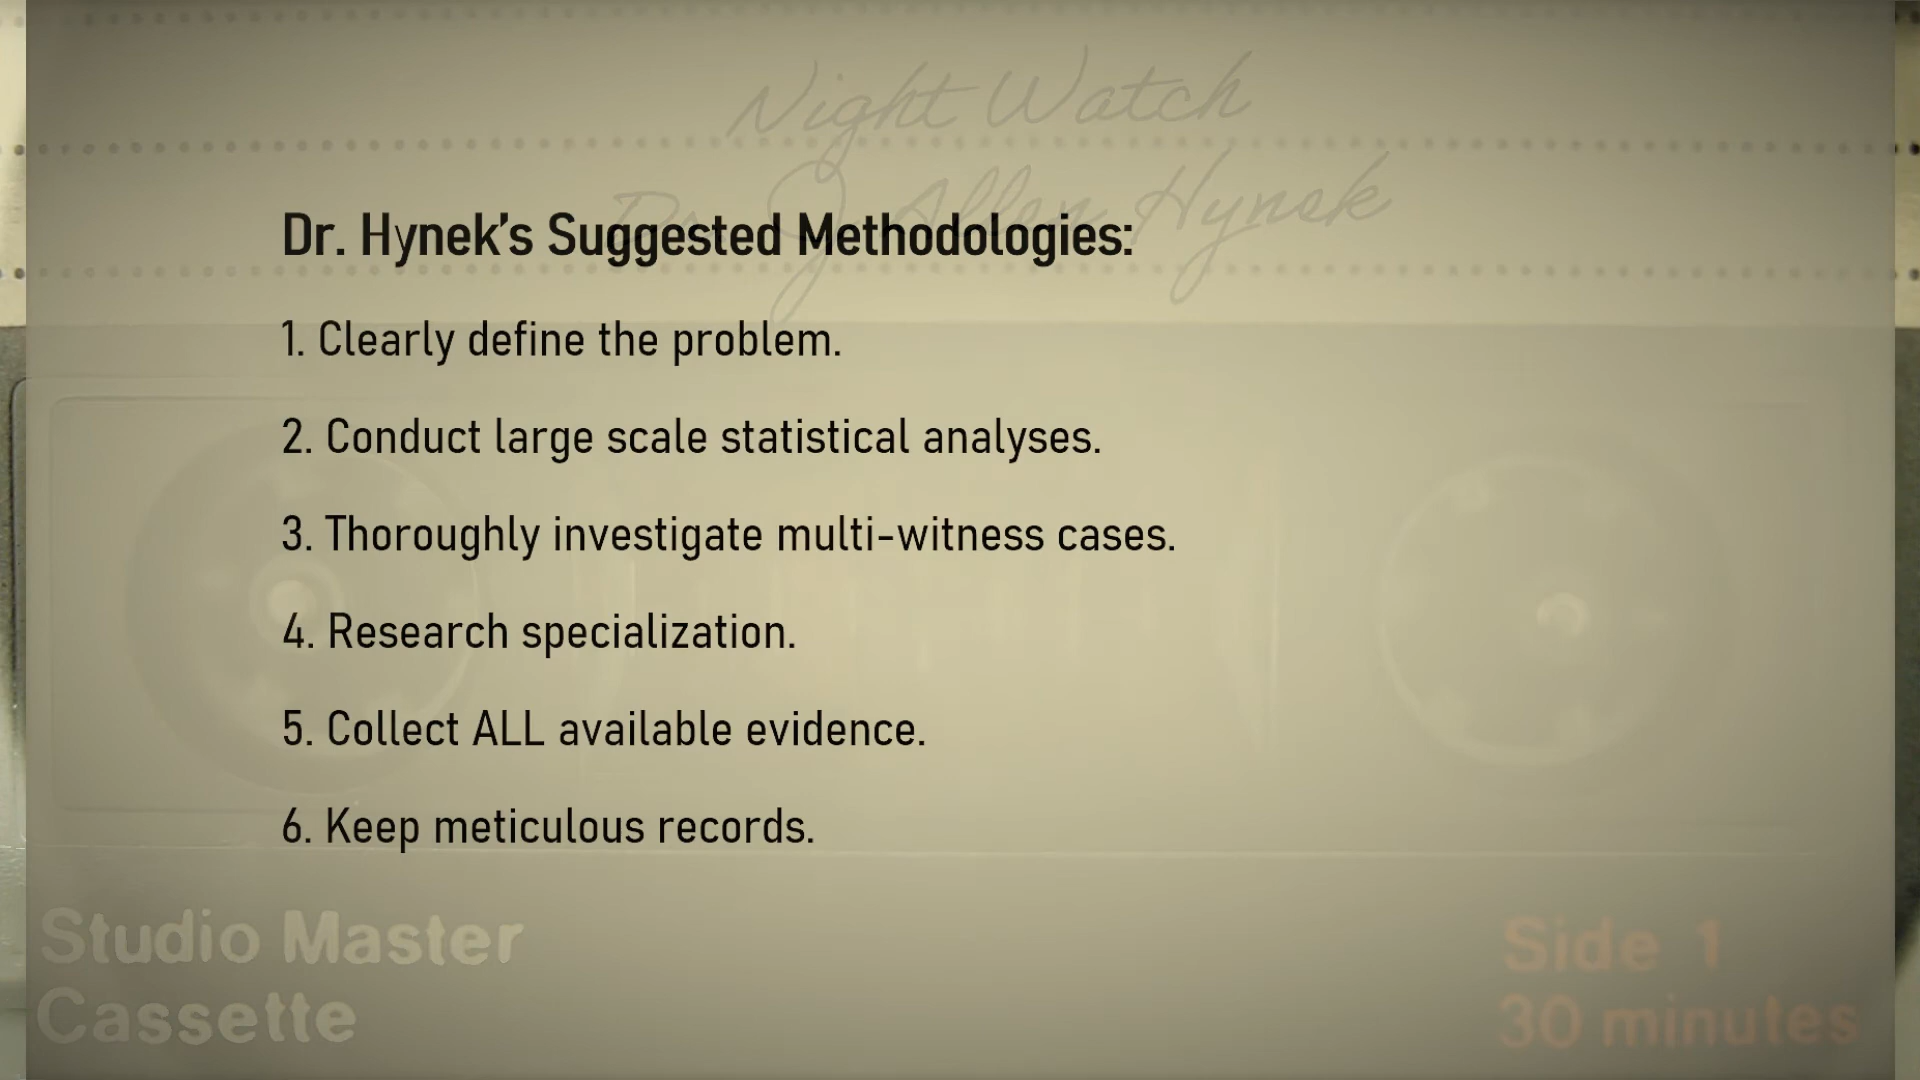 Night Watch
Dr. J. Allen Hynek
Dr. Hynek’s Suggested Methodologies:
1. Clearly define the problem.
2. Conduct large scale statistical analyses.
3. Thoroughly investigate multi-witness cases.
4. Research specialization.
5. Collect ALL available evidence.
6. Keep meticulous records.
Studio Master
Cassette
Side 1
30 minutes